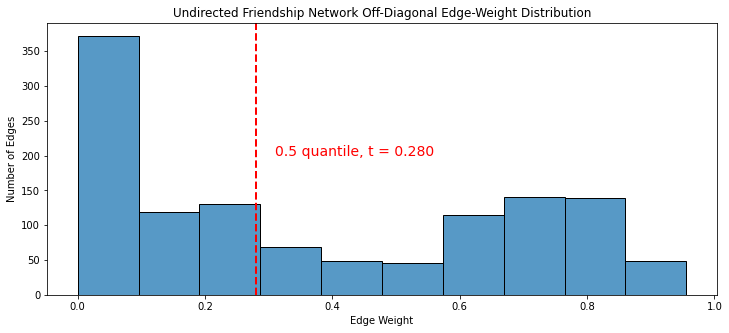 Undirected Friendship Network Off-Diagonal Edge-Weight Distribution
Number of Edges
350
300
250
200
150
100
50
0
0.5 quantile, t = 0.280
0.0 0.2 0.4 0.6 0.8 1.0
Edge Weight